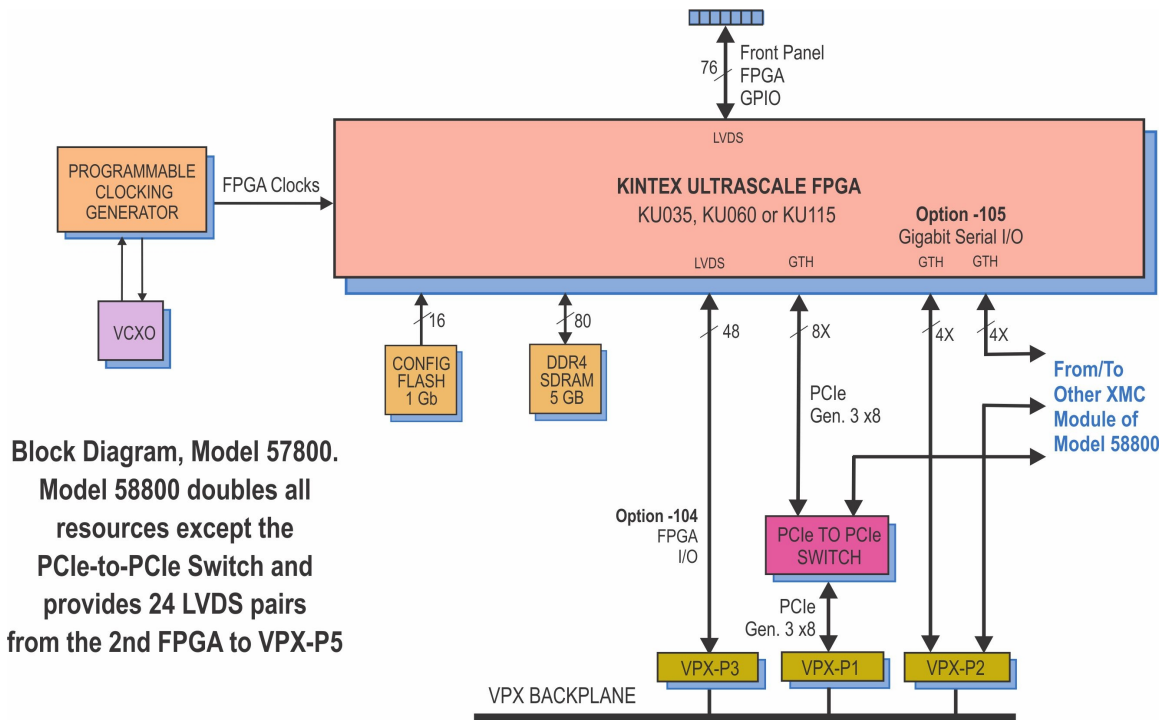 76
Front Panel
FPGA
GPIO
LVDS
PROGRAMMABLE
CLOCKING
GENERATOR
FPGA Clocks
KINTEX ULTRASCALE FPGA
KU035, KU060 or KU115
Option -105
Gigabit Serial I/O
LVDS
GTH
GTH
GTH
VCXO
16
80
48
8X
4X
4X
CONFIG
FLASH
1 Gb
DDR4
SDRAM
5 GB
PCIe
Gen. 3 x8
From/To
Other XMC
Module of
Model 58800
Block Diagram, Model 57800.
Model 58800 doubles all
resources except the
PCIe-to-PCIe Switch and
provides 24 LVDS pairs
from the 2nd FPGA to VPX-P5
Option -104
FPGA
I/O
PCIe TO PCIe
SWITCH
PCIe
Gen. 3 x8
VPX-P3
VPX-P1
VPX-P2
VPX BACKPLANE